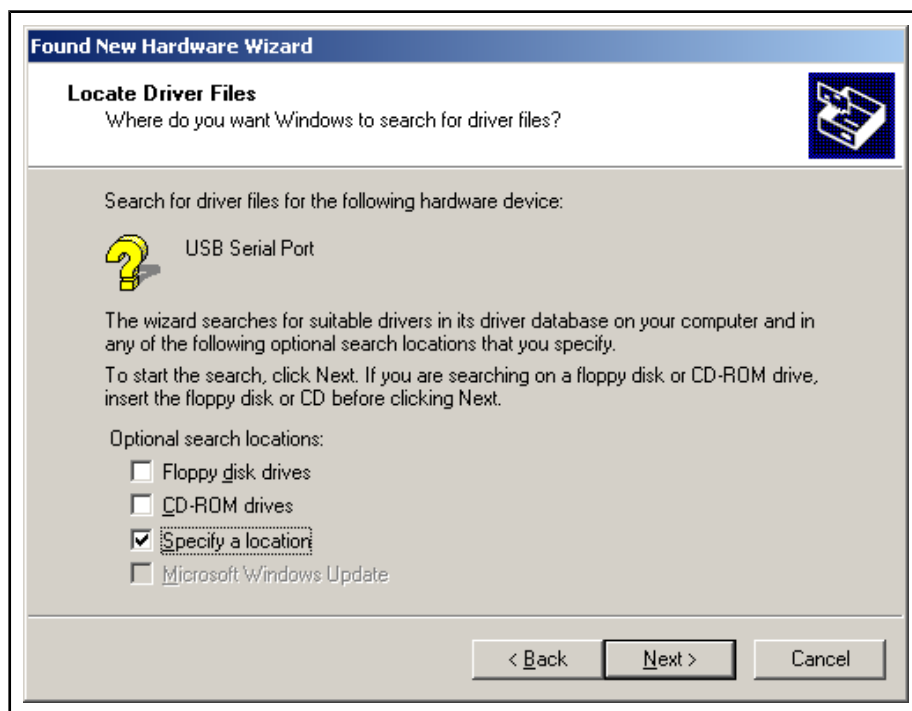 Found New Hardware Wizard
Locate Driver Files
Where do you want Windows to search for driver files?
Search for driver files for the following hardware device:
USB Serial Port
The wizard searches for suitable drivers in its driver database on your computer and in
any of the following optional search locations that you specify.
To start the search, click Next. If you are searching on a floppy disk or CD-ROM drive,
insert the floppy disk or CD before clicking Next.
Optional search locations:
Floppy disk drives
CD-ROM drives
Specify a location
Microsoft Windows Update
< Back Next > Cancel